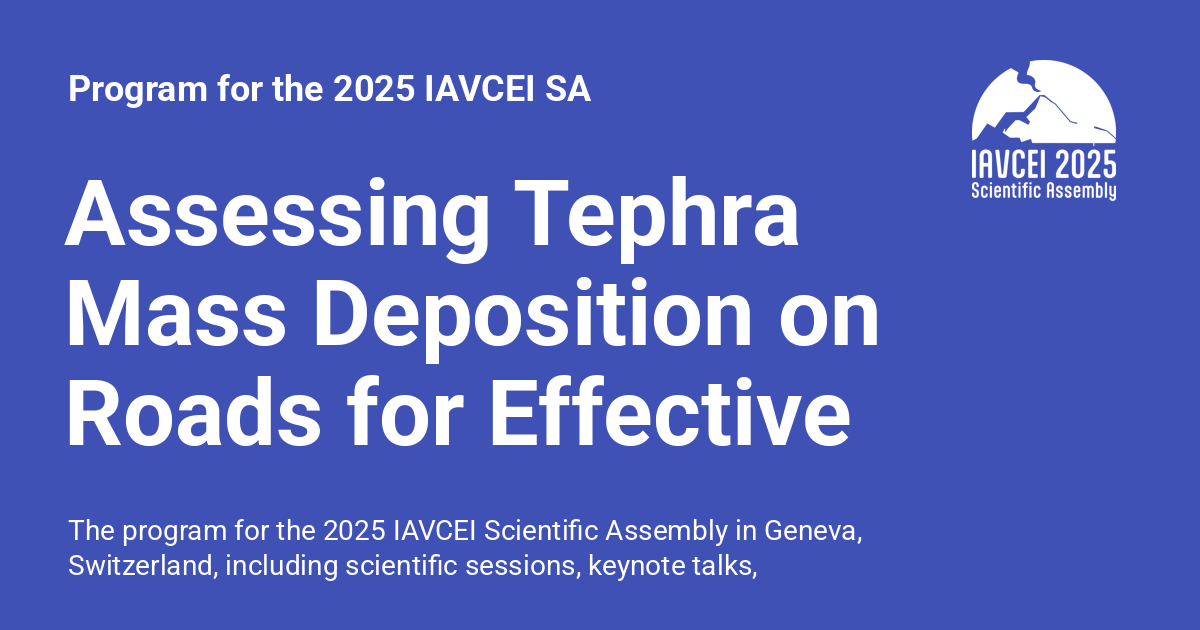 Program for the 2025 IAVCEI SA
IAVCEI 2025
Scientific Assembly
Assessing Tephra
Mass Deposition on
Roads for Effective
The program for the 2025 IAVCEI Scientific Assembly in Geneva,
Switzerland, including scientific sessions, keynote talks,